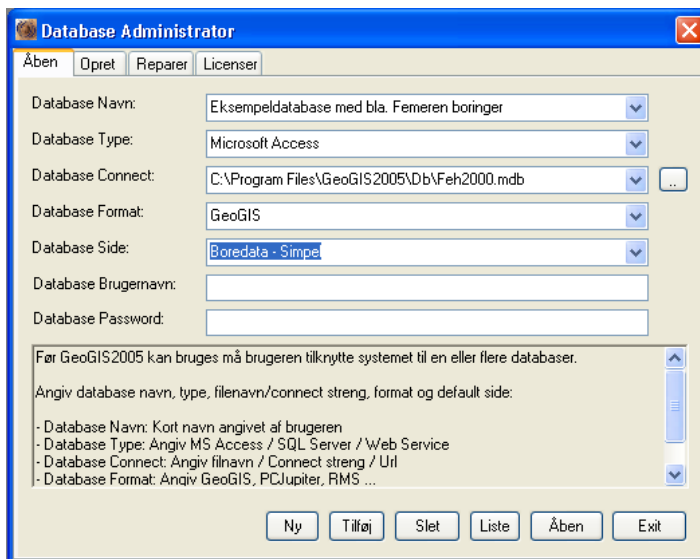 Database Administrator
Åben Opret Reparer Licenser
Database Navn: Eksempeldatabase med bla. Femeren boringer
Database Type: Microsoft Access
Database Connect: C:\Program Files\GeoGIS2005\Db\Feh2000.mdb ..
Database Format: GeoGIS
Database Side: Boredata - Simpel
Database Brugernavn:
Database Password:
Før GeoGIS2005 kan bruges må brugeren tilknytte systemet til en eller flere databaser.
Angiv database navn, type, filenavn/connect streng, format og default side:
- Database Navn: Kort navn angivet af brugeren
- Database Type: Angiv MS Access / SQL Server / Web Service
- Database Connect: Angiv filnavn / Connect streng / Url
- Database Format: Angiv GeoGIS, PCJupiter, RMS ...
Ny Tilføj Slet Liste Åben Exit